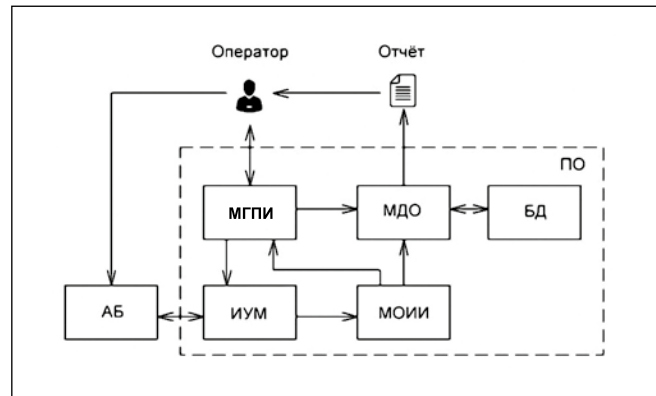 Оператор
Отчёт
ПО
МГПИ
МДО
БД
АБ
ИУМ
МОИИ